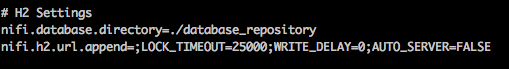 # H2 Settings
nifi.database.directory=./database_repository
nifi.h2.url.append=;LOCK_TIMEOUT=25000;WRITE_DELAY=0;AUTO_SERVER=FALSE